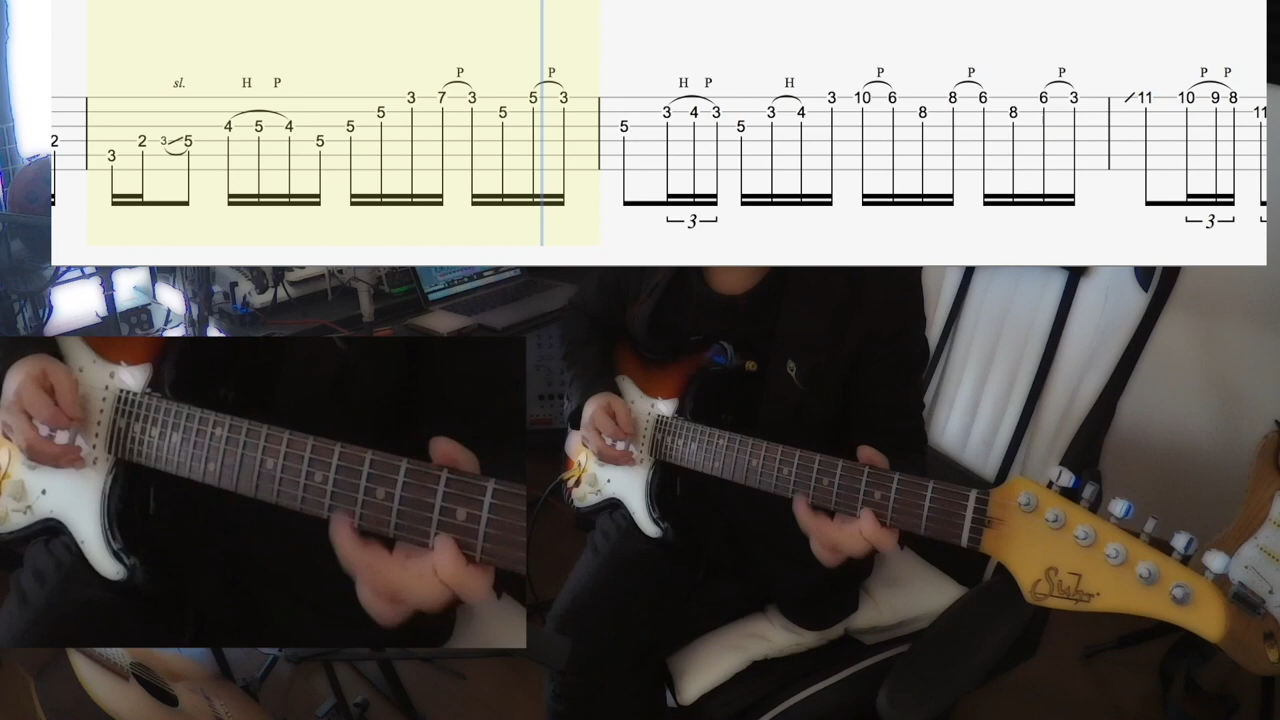 sl. H P P P H P H P P P P P
3 7 3 5 3 3 10 6 8 6 6 3 11 10 9 8
5 5 3 4 3 3 4 8 8 11
4 5 4 5 5 5
2 2 3 5 5
3
3 3
Suhr